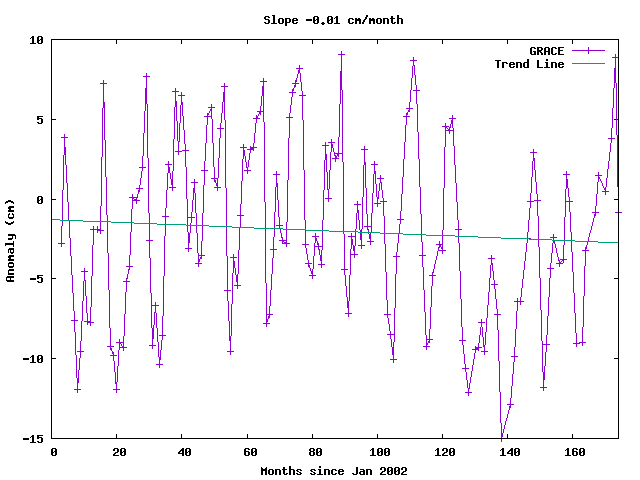 Slope -0.01 cm/month
GRACE
Trend Line
10
5
0
-5
-10
-15
Anomaly (cm)
0 20 40 60 80 100 120 140 160
Months since Jan 2002